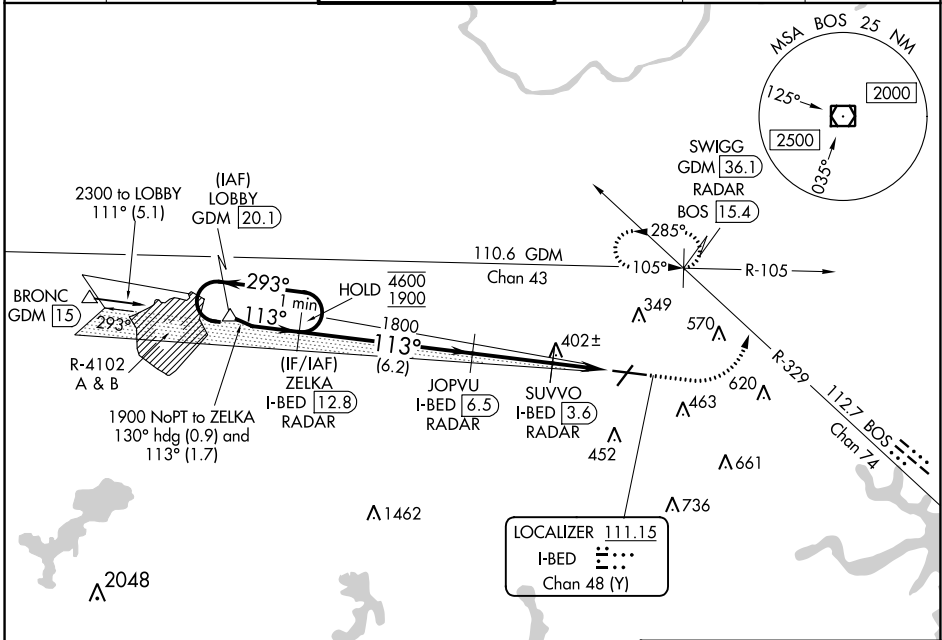 MSA BOS 25 NM
125°
2000
2500
035°
SWIGG
GDM 36.1
RADAR
BOS 15.4
2300 to LOBBY
111° (5.1)
(IAF)
LOBBY
GDM 20.1
285°
105°
110.6 GDM
Chan 43
R-105
BRONC
GDM 15
293°
293°
1 min
113°
HOLD
4600
1900
349
570
R-4102
A & B
1800
113°
(6.2)
402±
R-329
(IF/IAF)
ZELKA
I-BED 12.8
RADAR
JOPVU
I-BED 6.5
RADAR
SUVVO
I-BED 3.6
RADAR
620
463
112.7 BOS
Chan 74
1900 NoPT to ZELKA
130° hdg (0.9) and
113° (1.7)
452
661
736
1462
LOCALIZER 111.15
I-BED
Chan 48 (Y)
2048